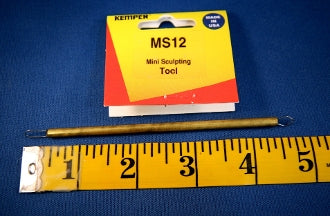 KEMPER
MADE IN
USA
MS12
Mini Sculpting
Tool
1 2 3 4 5